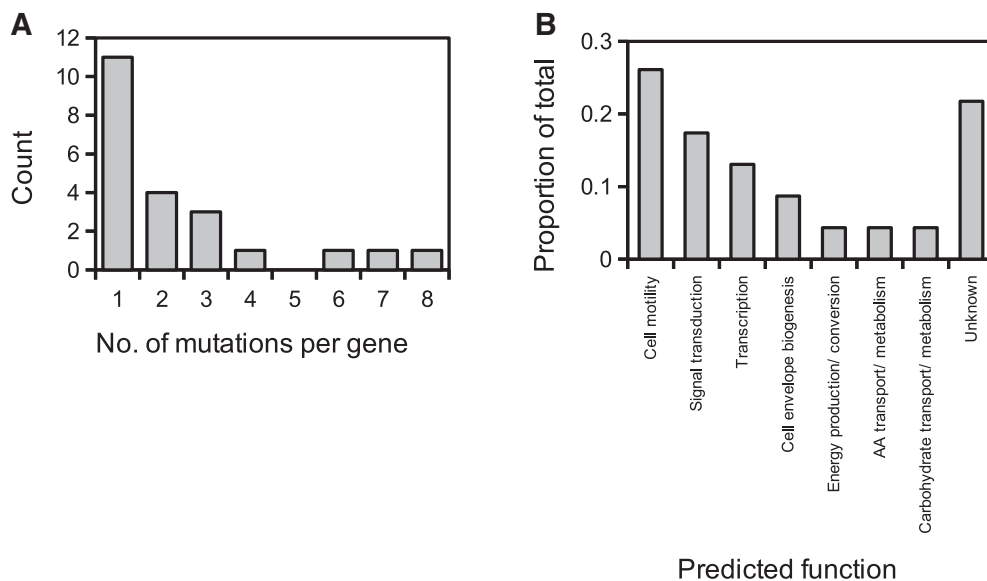 A
12
10
8
6
4
2
0
Count
1 2 3 4 5 6 7 8
No. of mutations per gene
B
0.3
0.2
0.1
0
Proportion of total
Cell motility
Signal transduction
Transcription
Cell envelope biogenesis
Energy production/ conversion
AA transport/ metabolism
Carbohydrate transport/ metabolism
Unknown
Predicted function